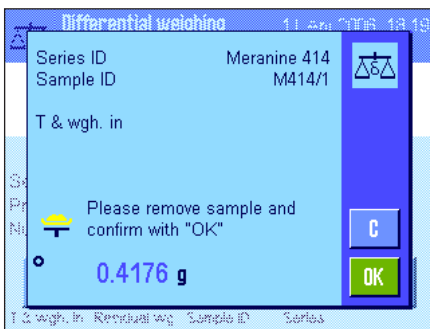 Differential weighing 11 Apr 2006 18:19
Series ID Meranine 414
Sample ID M414/1
T & wgh. in
Please remove sample and
confirm with "OK"
C
0.4176 g
OK
T & wgh. in Residual wg Sample ID Series